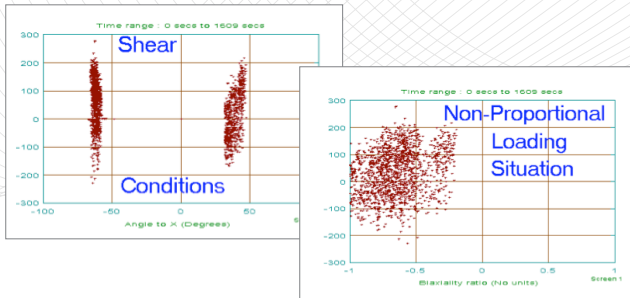 Time range : 0 secs to 1609 secs
Shear
300
200
100
0
-100
-200
-300
Conditions
-100
-50
0
50
Angle to X (Degrees)
S
Time range : 0 secs to 1609 secs
Non-Proportional
Loading
Situation
300
200
100
0
-100
-200
-300
-1
-0.5
0
0.5
1
Biaxiality ratio (No units)
Screen 1